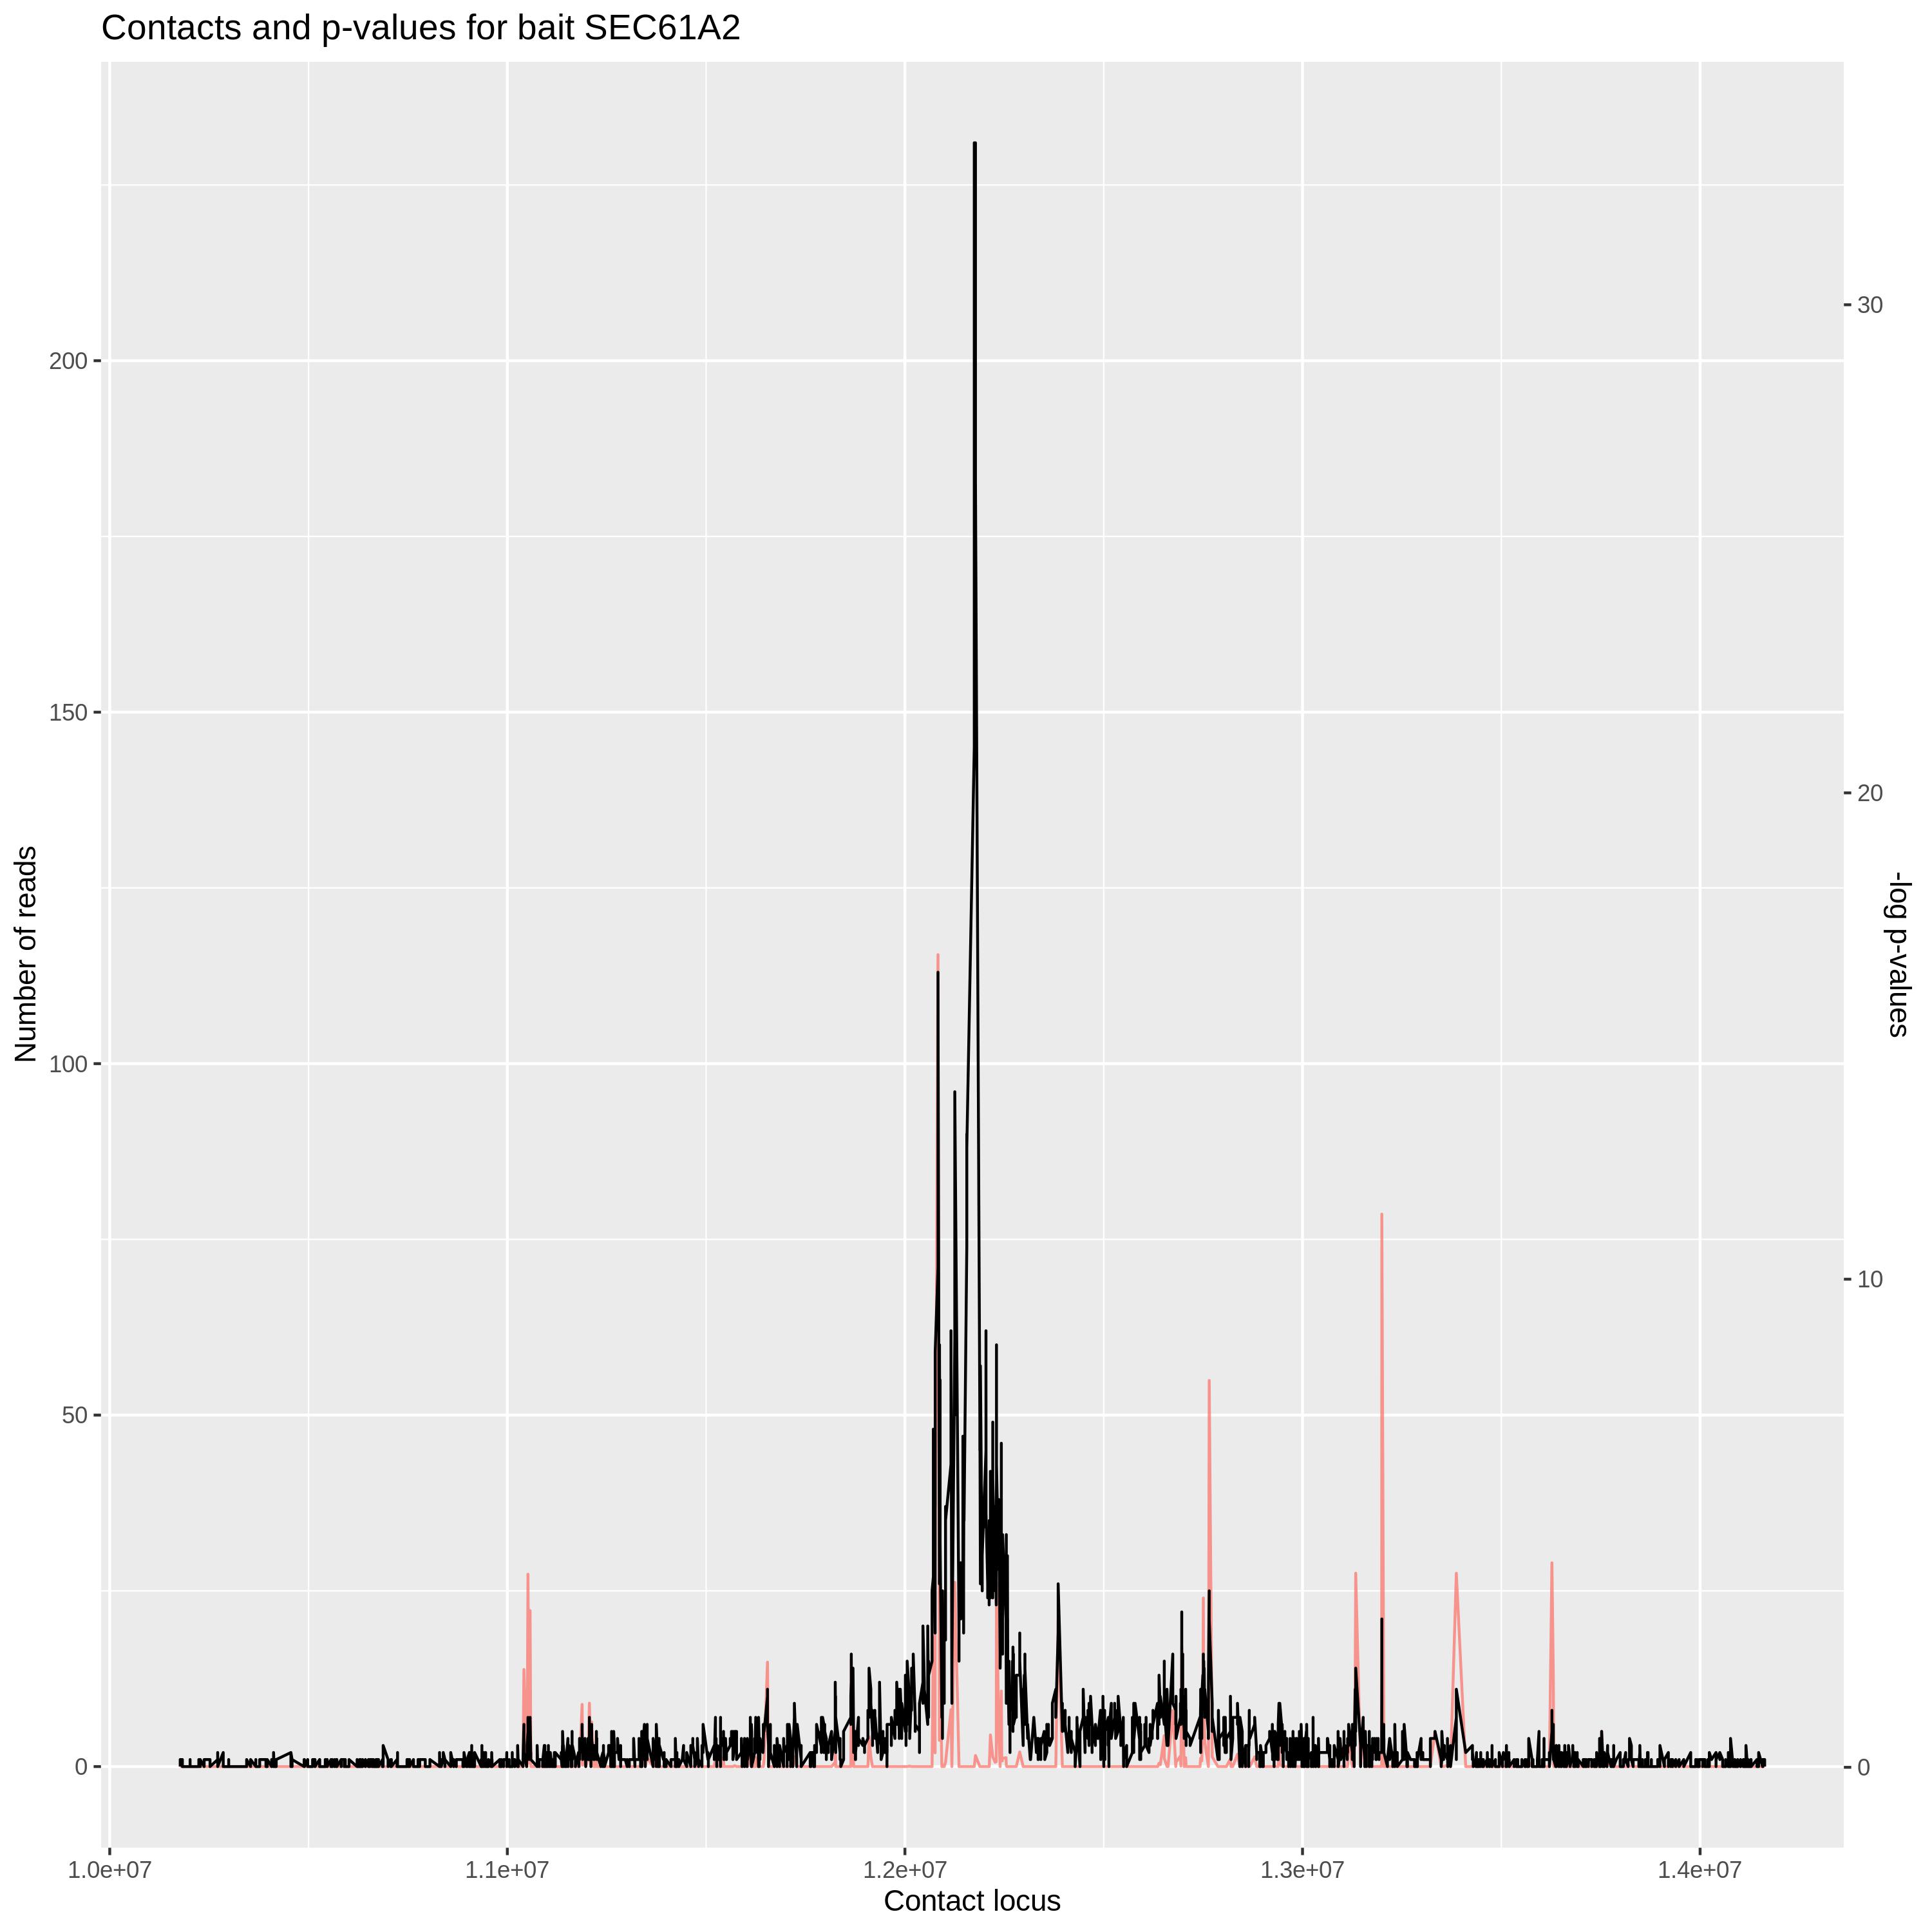 Contacts and p-values for bait SEC61A2
200
150
100
50
0
Number of reads
30
20
10
0
-log p-values
1.0e+07
1.1e+07
1.2e+07
1.3e+07
1.4e+07
Contact locus